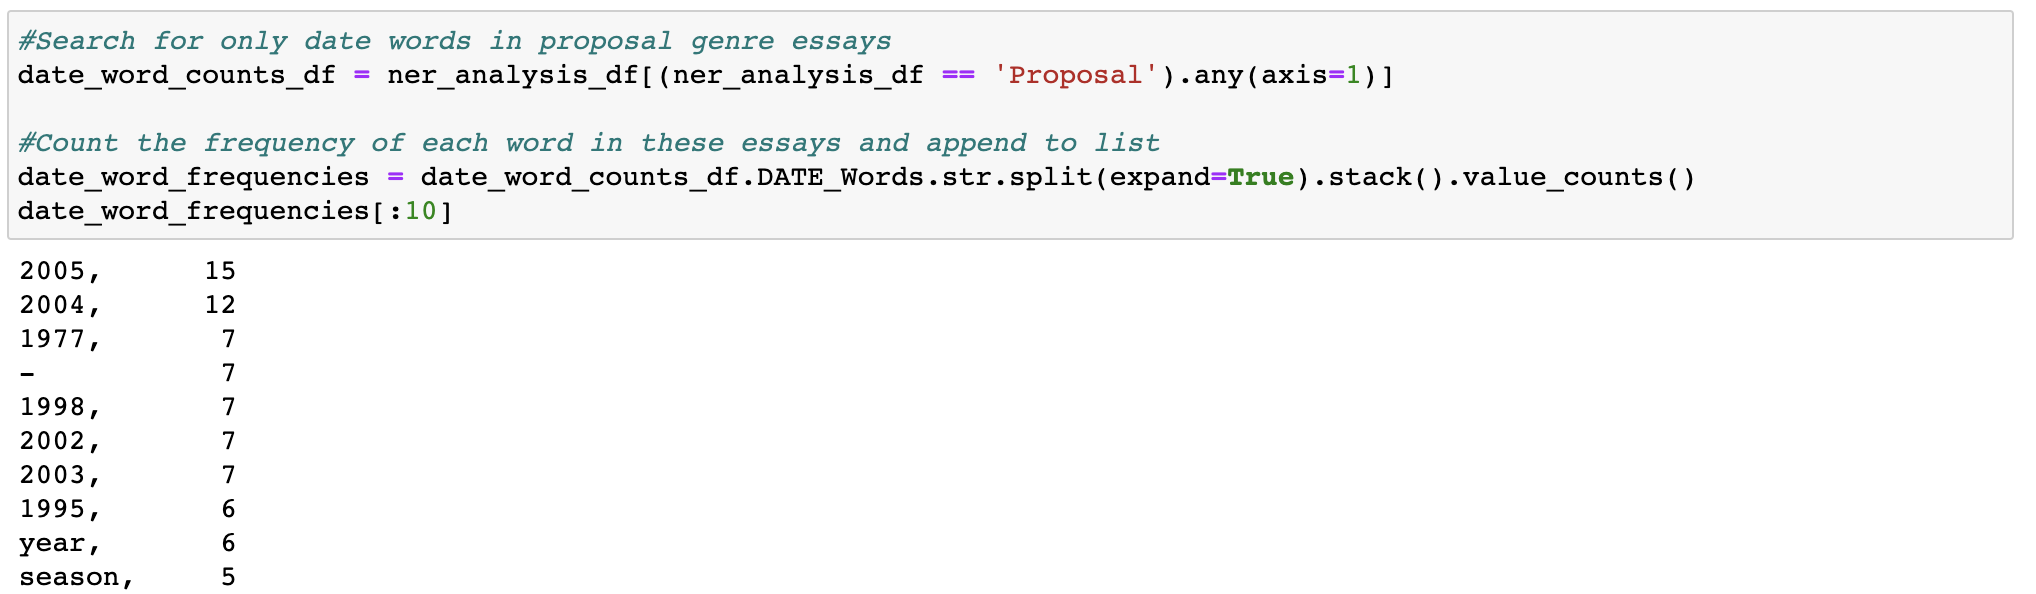 #Search for only date words in proposal genre essays
date_word_counts_df = ner_analysis_df[(ner_analysis_df == 'Proposal').any(axis=1)]
#Count the frequency of each word in these essays and append to list
date_word_frequencies = date_word_counts_df.DATE_Words.str.split(expand=True).stack().value_counts()
date_word_frequencies[:10]
2005, 15
2004, 12
1977, 7
– 7
1998, 7
2002, 7
2003, 7
1995, 6
year, 6
season, 5